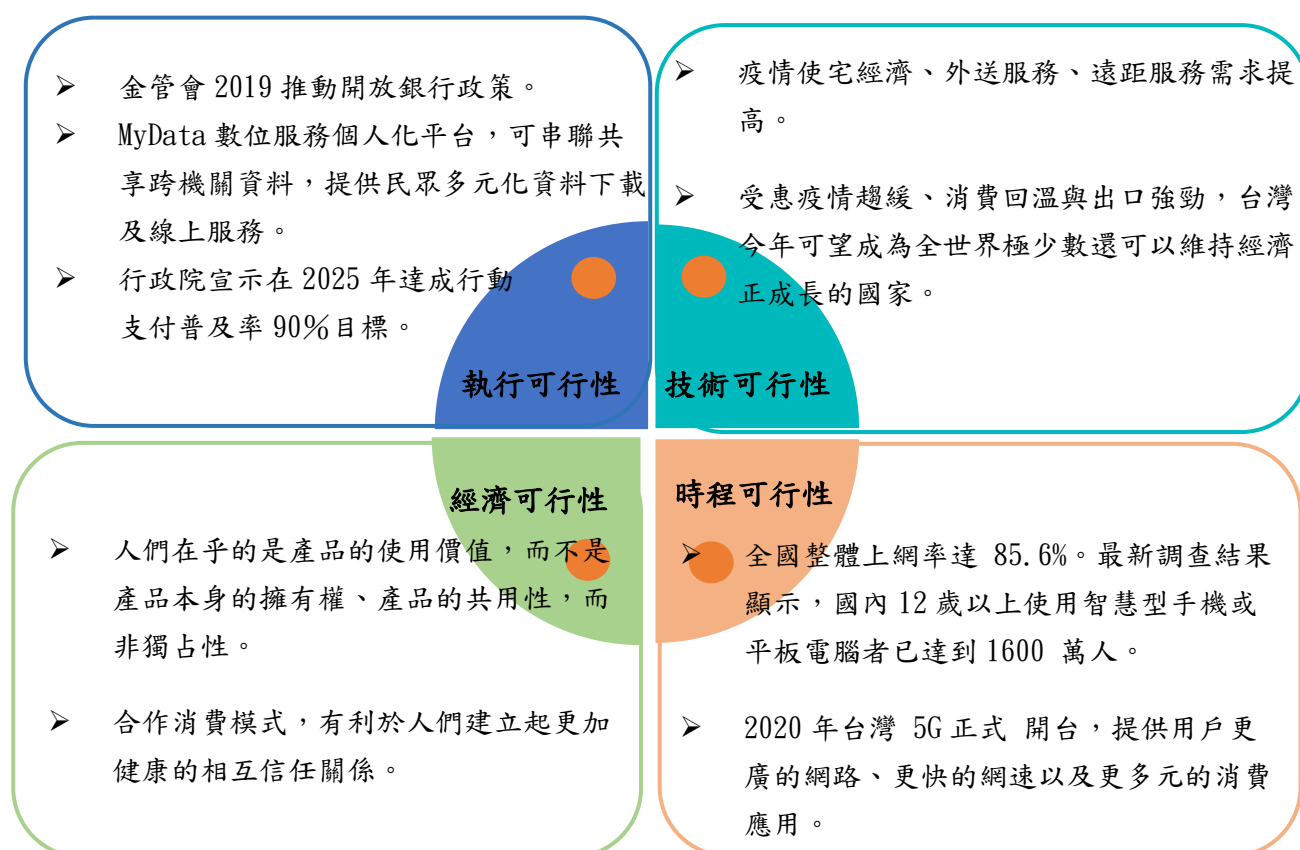 ➢ 金管會 2019 推動開放銀行政策。
➢ MyData 數位服務個人化平台，可串聯共
享跨機關資料，提供民眾多元化資料下載
及線上服務。
➢ 行政院宣示在 2025 年達成行動
支付普及率 90%目標。
執行可行性
➢ 疫情使宅經濟、外送服務、遠距服務需求提
高。
➢ 受惠疫情趨緩、消費回溫與出口強勁，台灣
今年可望成為全世界極少數還可以維持經濟
正成長的國家。
技術可行性
經濟可行性
➢ 人們在乎的是產品的使用價值，而不是
產品本身的擁有權、產品的共用性，而
非獨占性。
➢ 合作消費模式，有利於人們建立起更加
健康的相互信任關係。
時程可行性
➢ 全國整體上網率達 85.6%。最新調查結果
顯示，國內 12 歲以上使用智慧型手機或
平板電腦者已達到 1600 萬人。
➢ 2020 年台灣 5G 正式 開台，提供用戶更
廣的網路、更快的網速以及更多元的消費
應用。